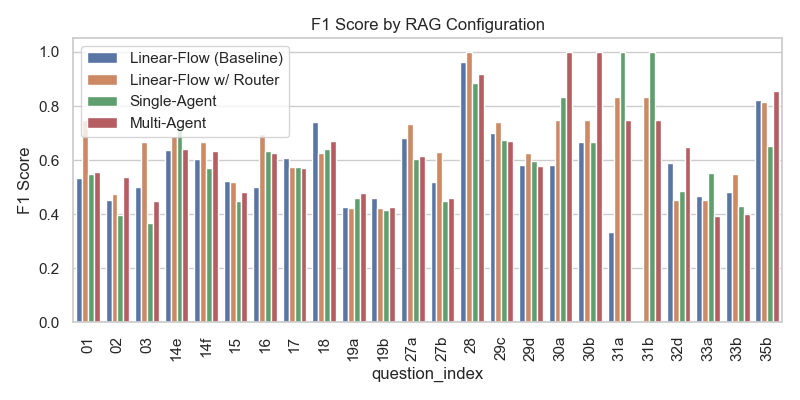 F1 Score by RAG Configuration
Linear-Flow (Baseline)
Linear-Flow w/ Router
Single-Agent
Multi-Agent
F1 Score
1.0
0.8
0.6
0.4
0.2
0.0
01 02 03 14e 14f 15 16 17 18 19a 19b 27a 27b 28 29c 29d 30a 30b 31a 31b 32d 33a 33b 35b
question_index